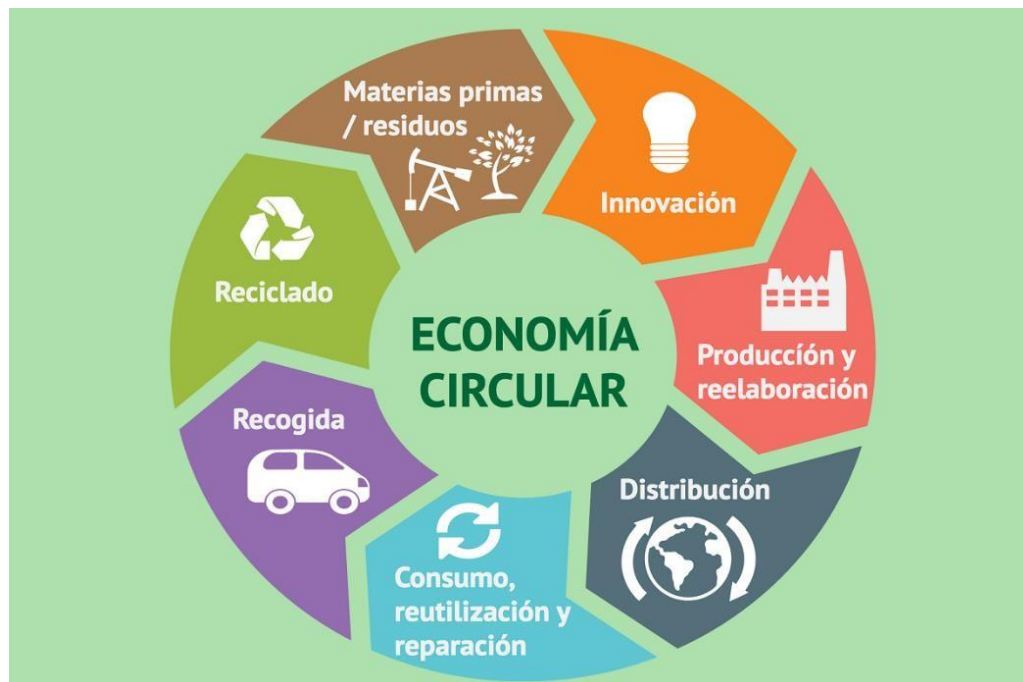 Materias primas
/ residuos
Innovación
Producción y
reelaboración
Distribución
Consumo,
reutilización y
reparación
Recogida
Reciclado
ECONOMÍA
CIRCULAR